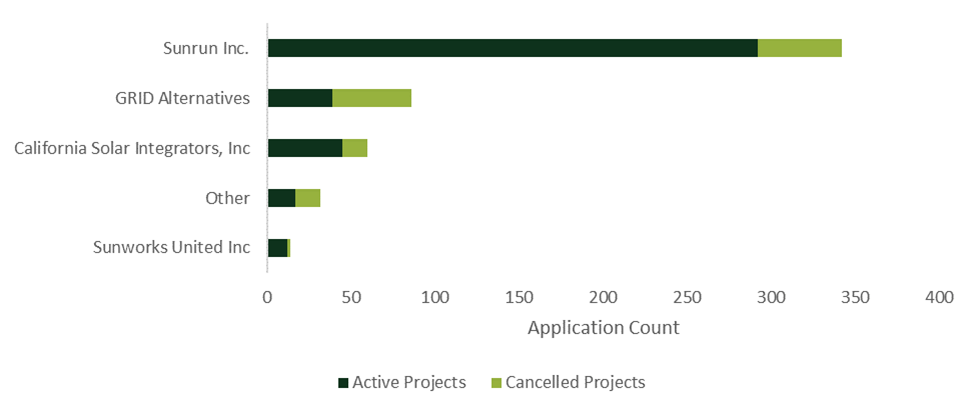 Sunrun Inc.
GRID Alternatives
California Solar Integrators, Inc
Other
Sunworks United Inc
0 50 100 150 200 250 300 350 400
Application Count
Active Projects Cancelled Projects